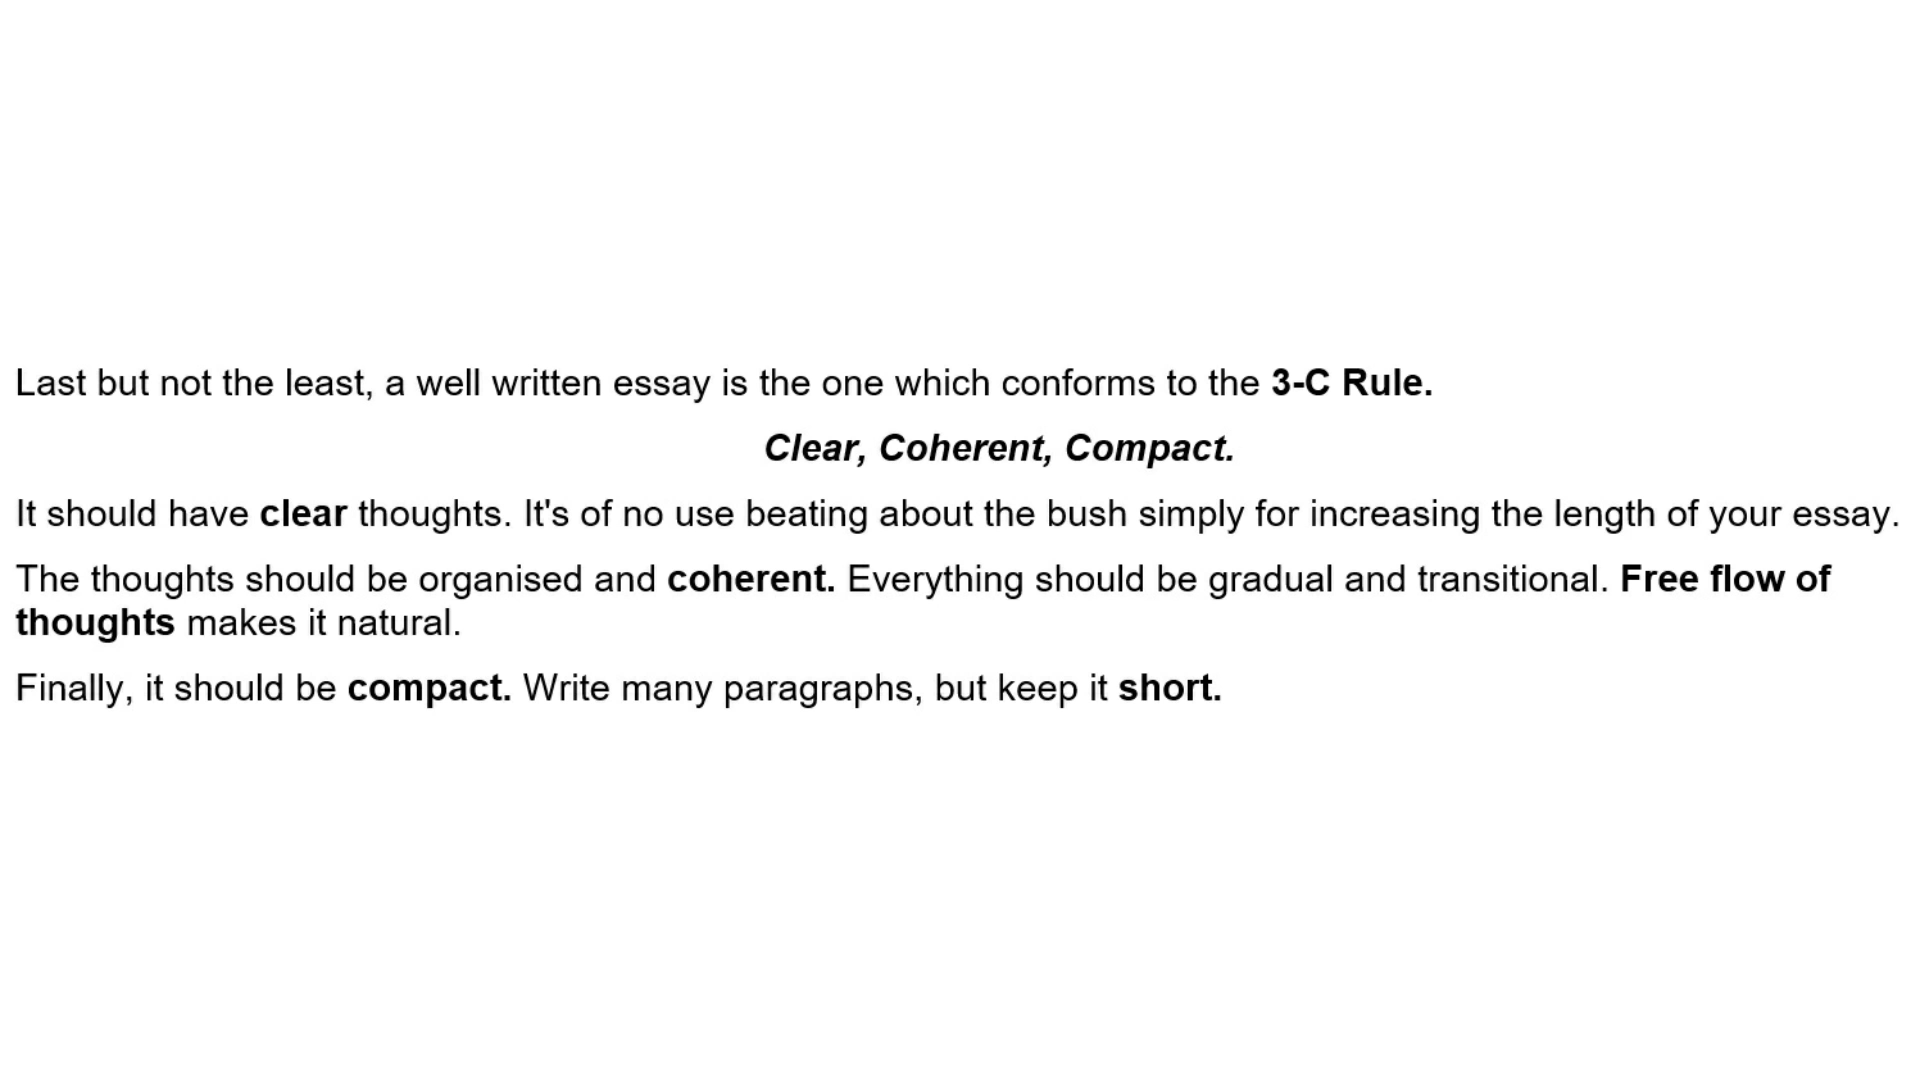 Last but not the least, a well written essay is the one which conforms to the 3-C Rule.
Clear, Coherent, Compact.
It should have clear thoughts. It's of no use beating about the bush simply for increasing the length of your essay.
The thoughts should be organised and coherent. Everything should be gradual and transitional. Free flow of
thoughts makes it natural.
Finally, it should be compact. Write many paragraphs, but keep it short.